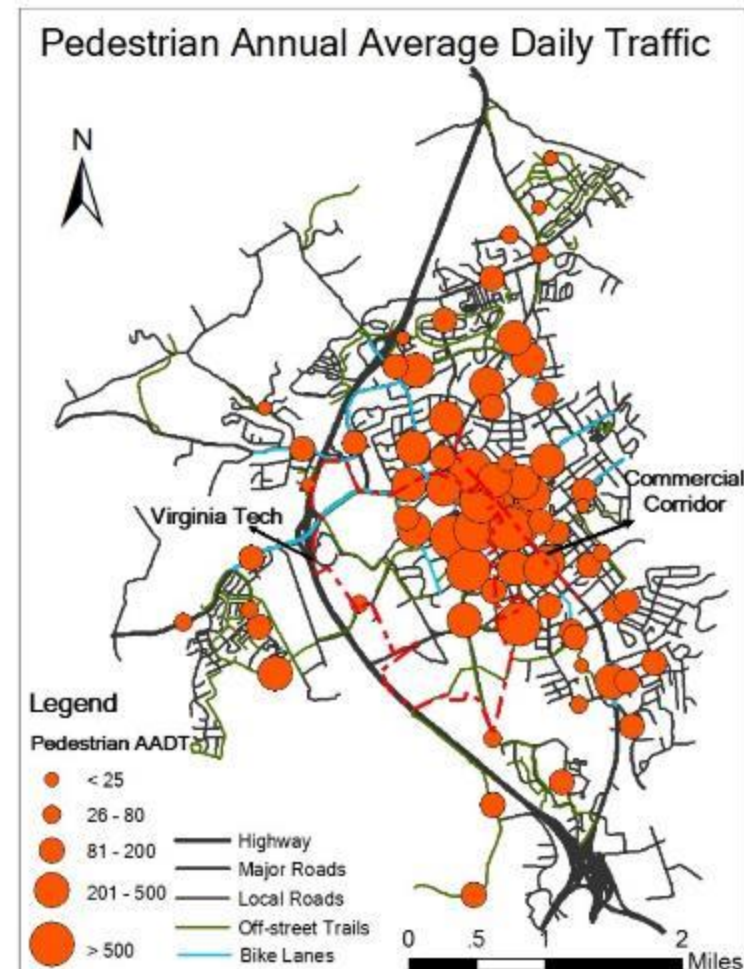 Pedestrian Annual Average Daily Traffic
N
Commercial
Corridor
Virginia Tech
Legend
Pedestrian AADT
< 25
26 - 80
81 - 200
201 - 500
> 500
Highway
Major Roads
Local Roads
Off-street Trails
Bike Lanes
0 .5 1 2
Miles